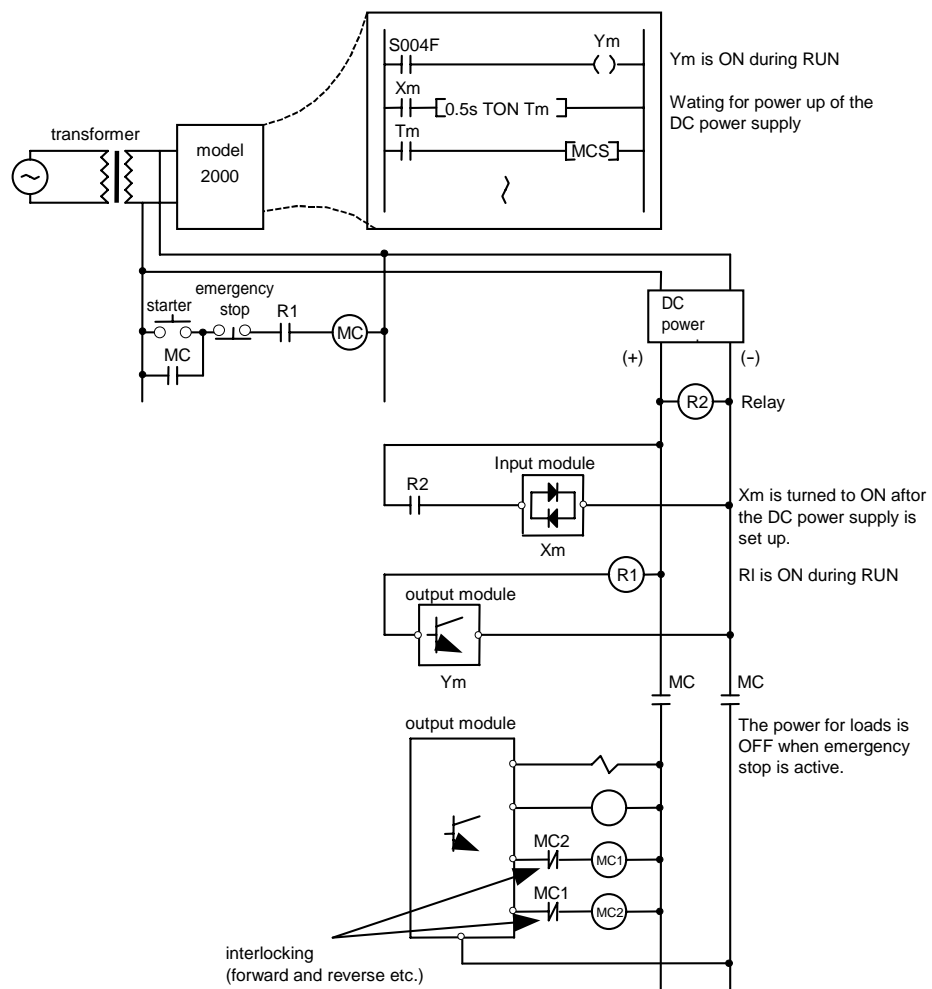 S004F
Ym
( )
Ym is ON during RUN
Xm
0.5s TON Tm
Wating for power up of the
DC power supply
Tm
MCS
transformer
model
2000
starter
emergency
stop
R1
MC
MC
DC
power
(+)
(-)
R2
Relay
Input module
R2
Xm
Xm is turned to ON aftor
the DC power supply is
set up.
R1
RI is ON during RUN
output module
Ym
MC
MC
output module
The power for loads is
OFF when emergency
stop is active.
MC2
MC1
MC1
MC2
interlocking
(forward and reverse etc.)